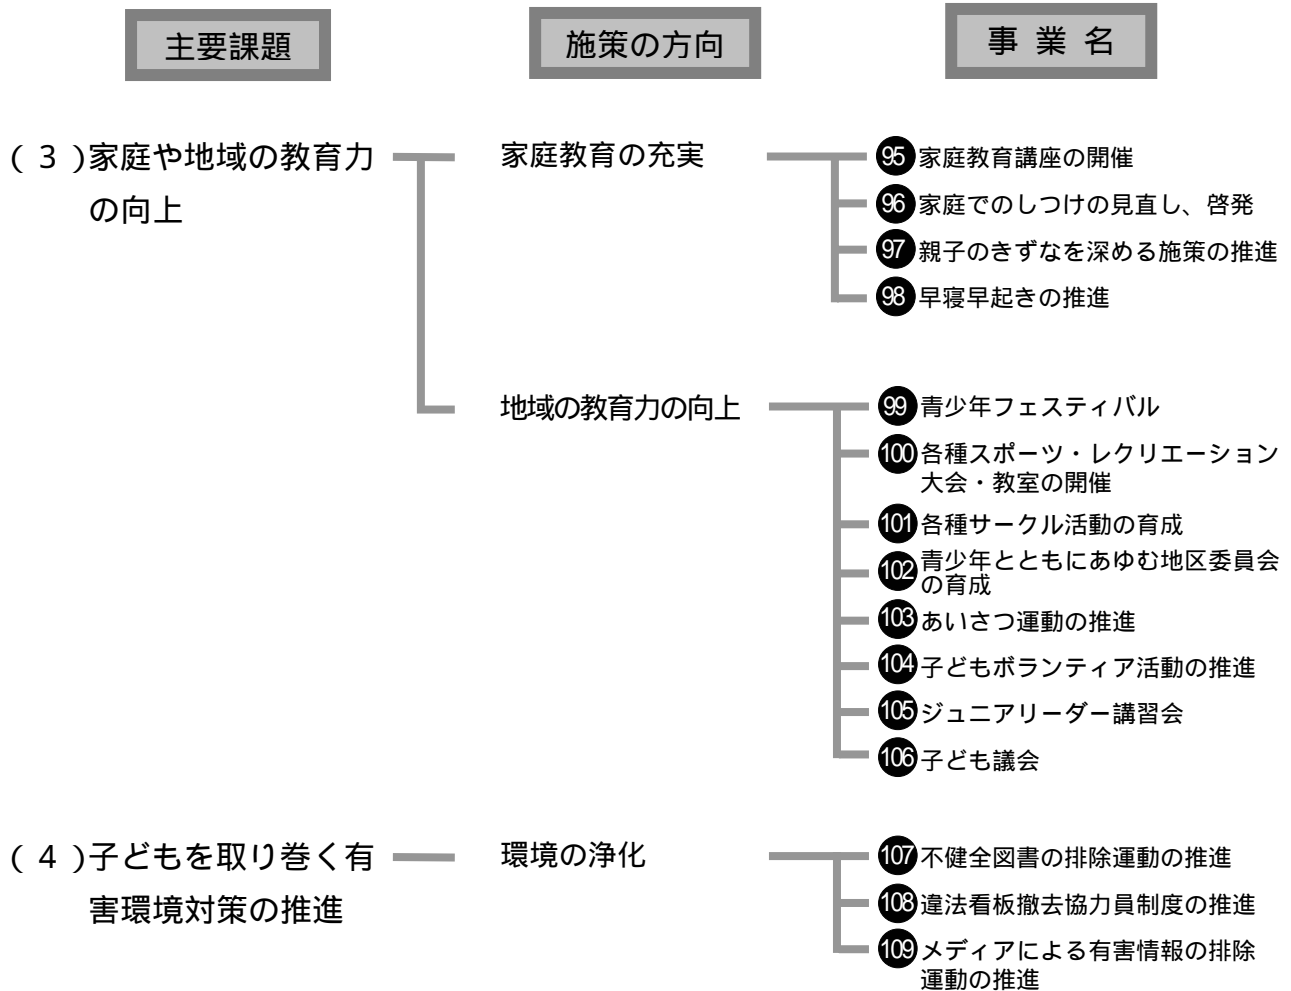 主要課題
施策の方向
事業名
(3)家庭や地域の教育力
の向上
家庭教育の充実
95 家庭教育講座の開催
96 家庭でのしつけの見直し、啓発
97 親子のきずなを深める施策の推進
98 早寝早起きの推進
地域の教育力の向上
99 青少年フェスティバル
100 各種スポーツ・レクリエーション
大会・教室の開催
101 各種サークル活動の育成
102 青少年とともにあゆむ地区委員会
の育成
103 あいさつ運動の推進
104 子どもボランティア活動の推進
105 ジュニアリーダー講習会
106 子ども議会
(4)子どもを取り巻く有
害環境対策の推進
環境の浄化
107 不健全図書の排除運動の推進
108 違法看板撤去協力員制度の推進
109 メディアによる有害情報の排除
運動の推進